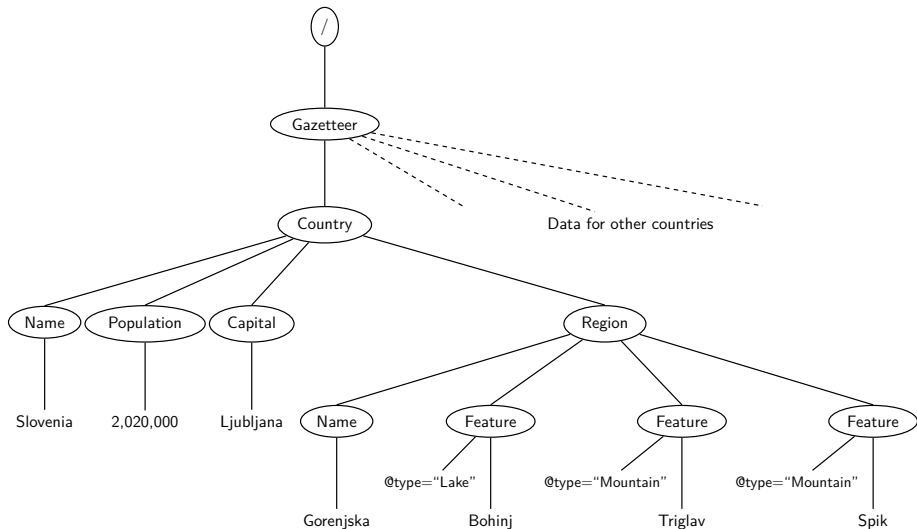 /
Gazetteer
Country
Data for other countries
Name
Population
Capital
Region
Slovenia
2,020,000
Ljubljana
Name
Feature
Feature
Feature
@type=“Lake”
@type=“Mountain”
@type=“Mountain”
Gorenjska
Bohinj
Triglav
Spik